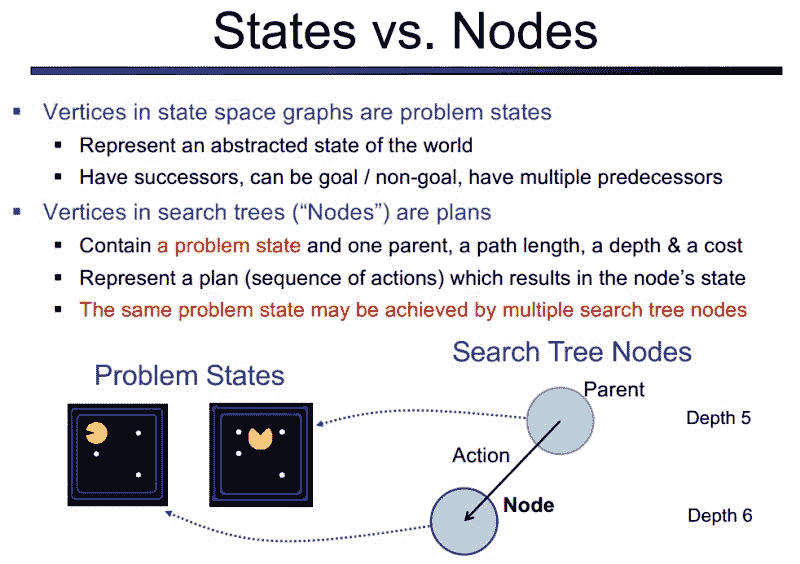 States vs. Nodes
▪ Vertices in state space graphs are problem states
▪ Represent an abstracted state of the world
▪ Have successors, can be goal / non-goal, have multiple predecessors
▪ Vertices in search trees (“Nodes”) are plans
▪ Contain a problem state and one parent, a path length, a depth & a cost
▪ Represent a plan (sequence of actions) which results in the node’s state
▪ The same problem state may be achieved by multiple search tree nodes
Problem States
Search Tree Nodes
Parent
Depth 5
Action
Node
Depth 6